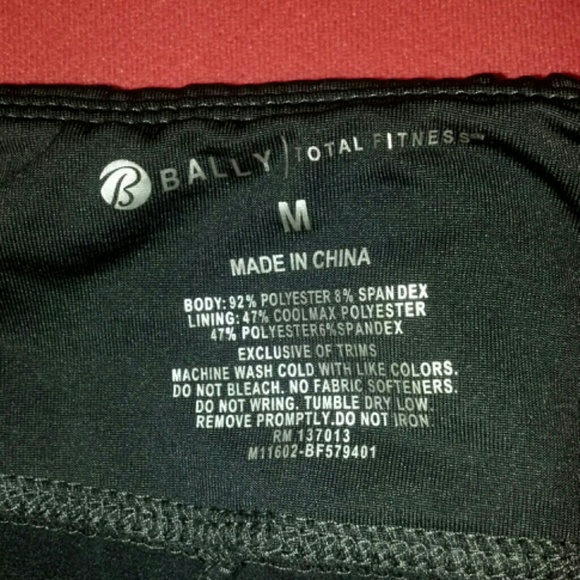 B BALLY TOTAL FITNESS
M
MADE IN CHINA
BODY: 92% POLYESTER 8% SPANDEX
LINING: 47% COOLMAX POLYESTER
47% POLYESTER6%SPANDEX
EXCLUSIVE OF TRIMS
MACHINE WASH COLD WITH LIKE COLORS.
DO NOT BLEACH. NO FABRIC SOFTENERS.
DO NOT WRING. TUMBLE DRY LOW.
REMOVE PROMPTLY.DO NOT IRON.
RM 137013
M11602-BF579401